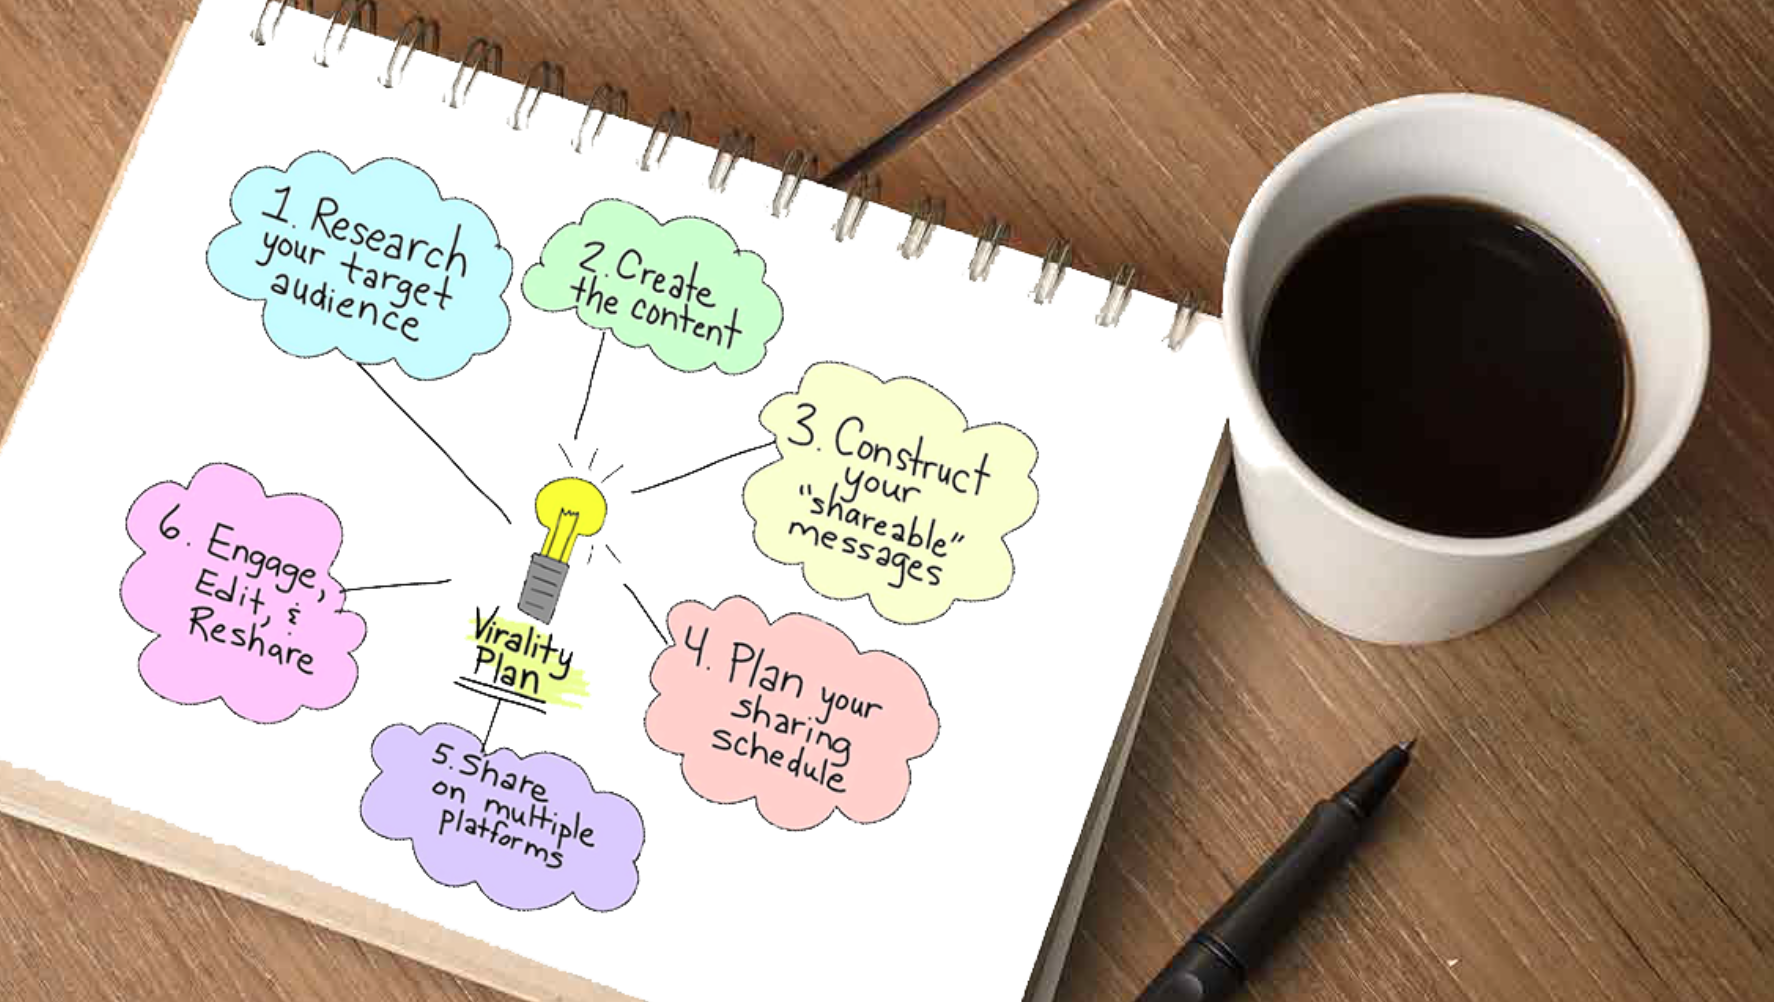 1. Research
your target
audience
2. Create
the content
3. Construct
your
"shareable"
messages
4. Plan your
sharing
schedule
5. Share
on multiple
platforms
6. Engage,
Edit, &
Reshare
Virality
Plan